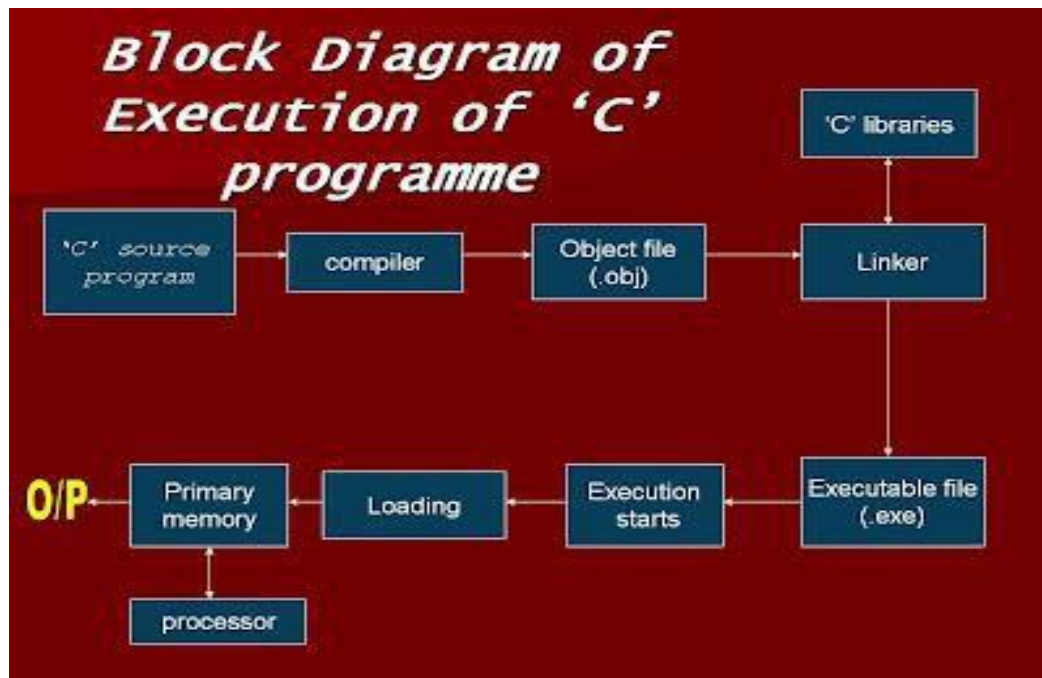 Block Diagram of
Execution of ‘C’
programme
'C' libraries
‘C’ source
program
compiler
Object file
(.obj)
Linker
O/P
Primary
memory
Loading
Execution
starts
Executable file
(.exe)
processor